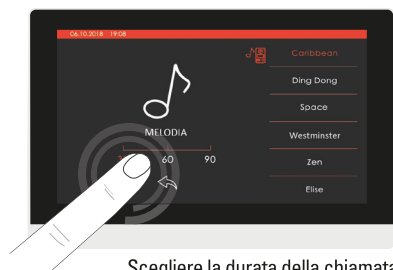 06.10.2018 19:08
Caribbean
Ding Dong
Space
MELODIA
Westminster
60 90
Zen
Elise
Scegliere la durata della chiamata